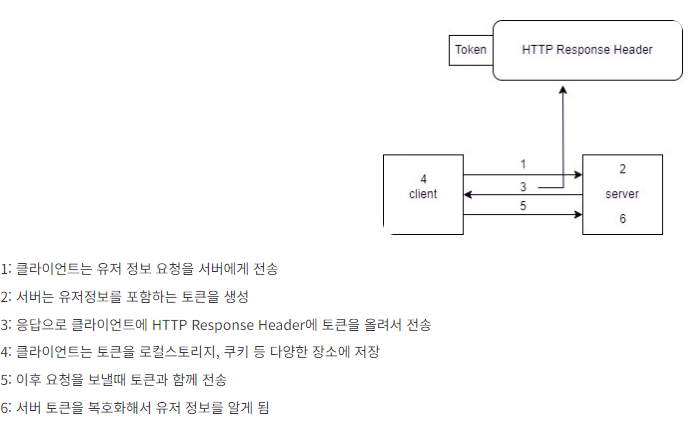 Token HTTP Response Header
1
4 2
client 3 server
5
6
1: 클라이언트는 유저 정보 요청을 서버에게 전송
2: 서버는 유저정보를 포함하는 토큰을 생성
3: 응답으로 클라이언트에 HTTP Response Header에 토큰을 올려서 전송
4: 클라이언트는 토큰을 로컬스토리지, 쿠키 등 다양한 장소에 저장
5: 이후 요청을 보낼때 토큰과 함께 전송
6: 서버 토큰을 복호화해서 유저 정보를 알게 됨